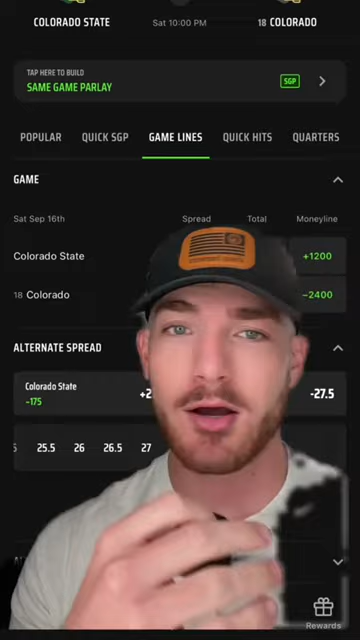 COLORADO STATE
Sat 10:00 PM
18 COLORADO
TAP HERE TO BUILD
SAME GAME PARLAY
SGP
POPULAR QUICK SGP GAME LINES QUICK HITS QUARTERS
GAME
Sat Sep 16th Spread Total Moneyline
Colorado State +1200
18 Colorado −2400
ALTERNATE SPREAD
Colorado State +2 -27.5
−175
25.5 26 26.5 27
Rewards